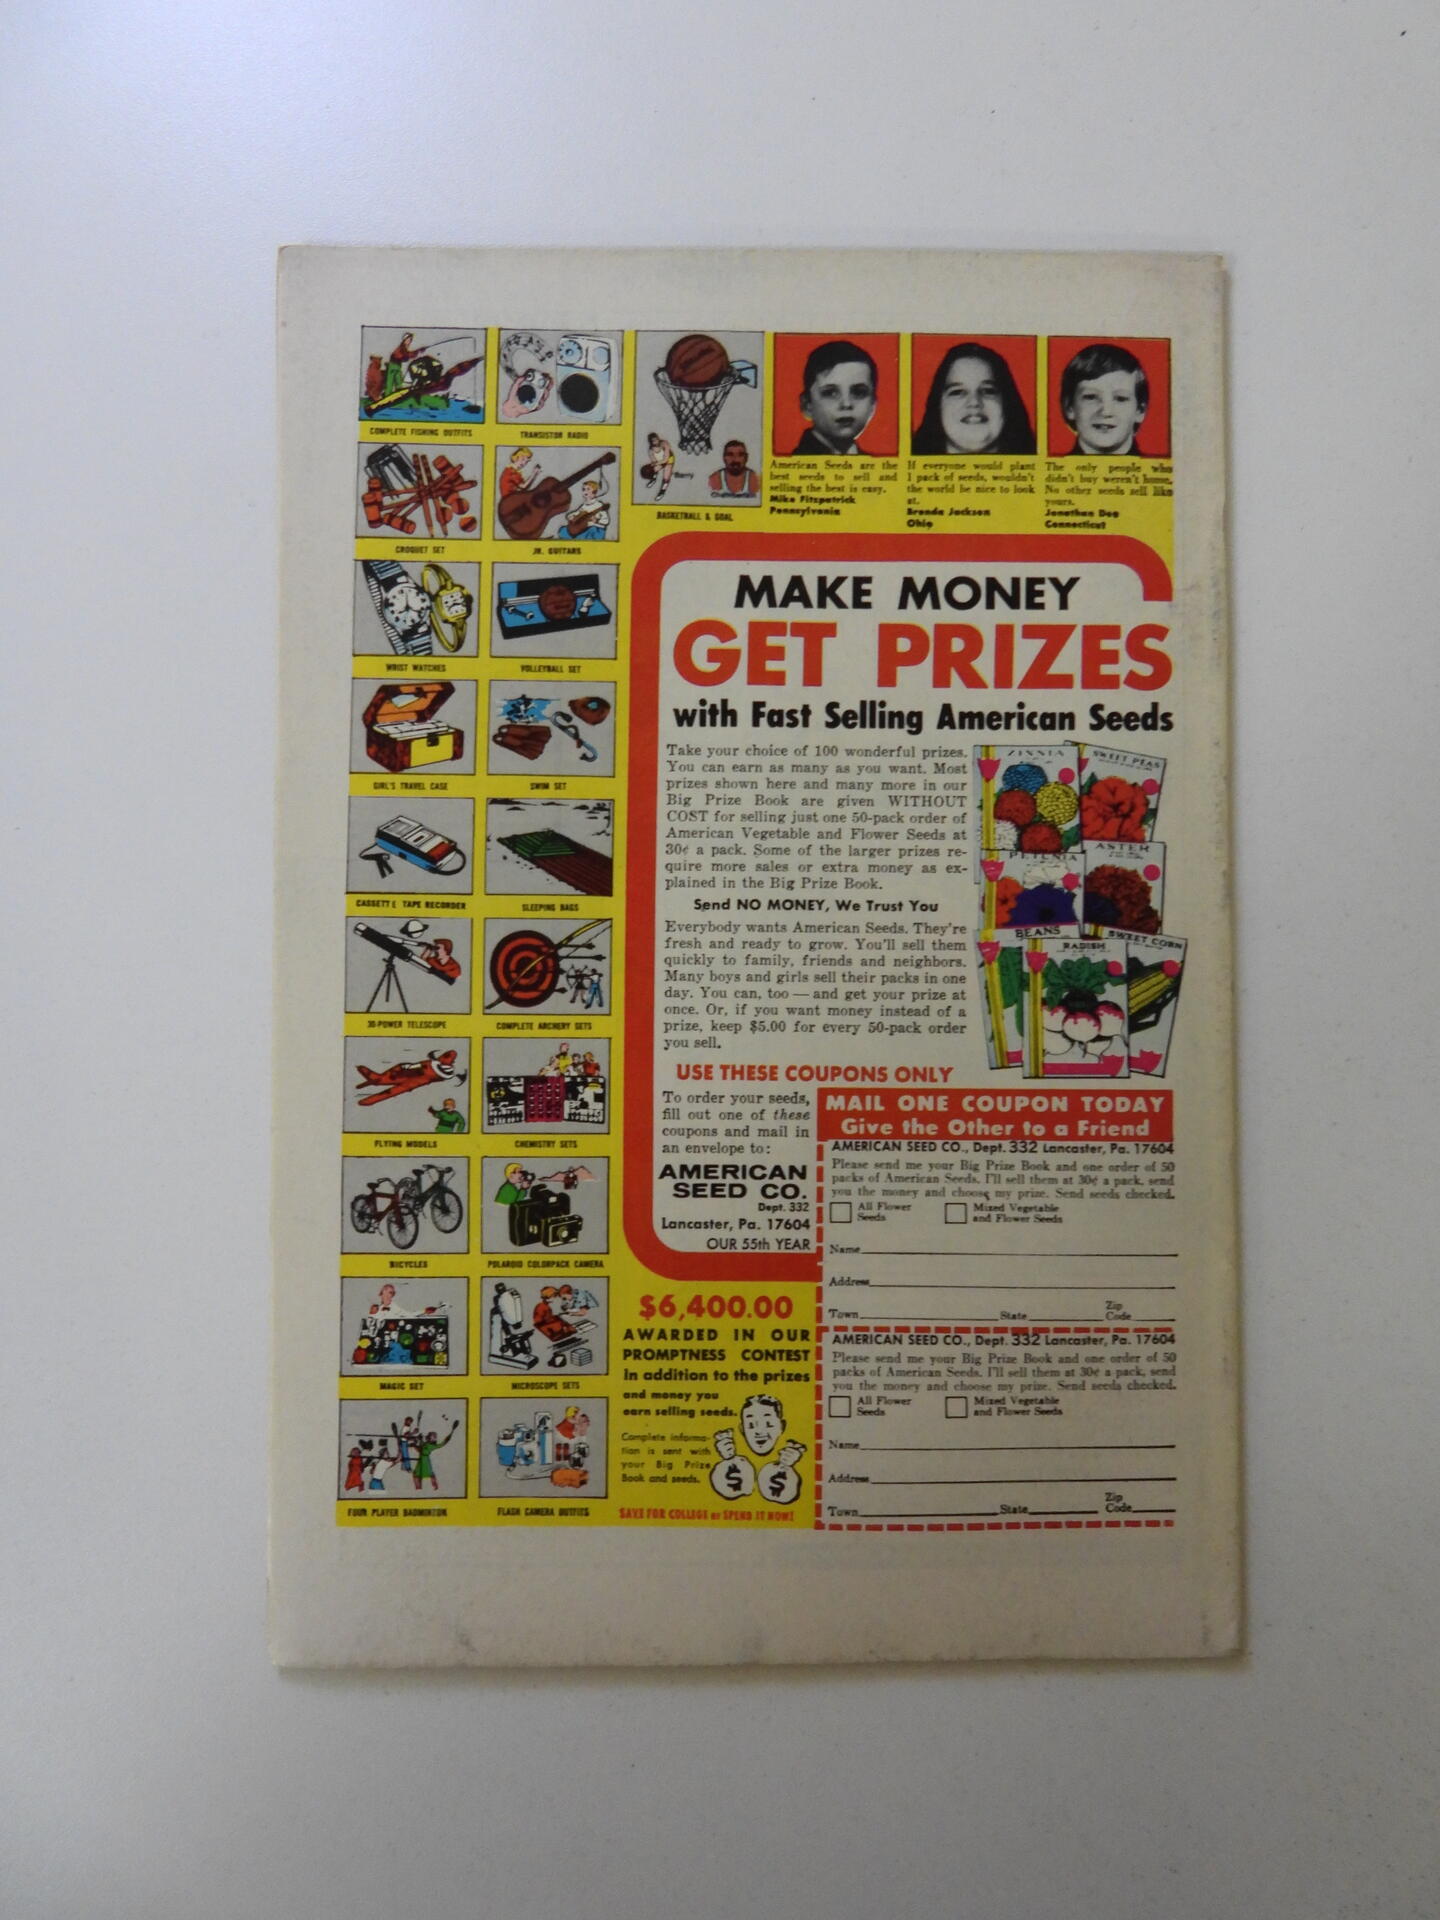 COMPLETE FISHING OUTFITS
TRANSISTOR RADIO
CROQUET SET
JR. GUITARS
Barry
Chamberlain
BASKETBALL & GOAL
WRIST WATCHES
VOLLEYBALL SET
GIRL'S TRAVEL CASE
SWIM SET
CASSETTE TAPE RECORDER
SLEEPING BAGS
30-POWER TELESCOPE
COMPLETE ARCHERY SETS
FLYING MODELS
CHEMISTRY SETS
BICYCLES
POLAROID COLORPACK CAMERA
MAGIC SET
MICROSCOPE SETS
FOUR PLAYER BADMINTON
FLASH CAMERA OUTFITS
American Seeds are the
best seeds to sell and
selling the best is easy.
Mike Fitzpatrick
Pennsylvania
If everyone would plant
1 pack of seeds, wouldn't
the world be nice to look
at.
Brenda Jackson
Ohio
The only people who
didn't buy weren't home.
No other seeds sell like
yours.
Jonathan Dog
Connecticut
MAKE MONEY
GET PRIZES
with Fast Selling American Seeds
Take your choice of 100 wonderful prizes.
You can earn as many as you want. Most
prizes shown here and many more in our
Big Prize Book are given WITHOUT
COST for selling just one 50-pack order of
American Vegetable and Flower Seeds at
30¢ a pack. Some of the larger prizes re-
quire more sales or extra money as ex-
plained in the Big Prize Book.
Send NO MONEY, We Trust You
Everybody wants American Seeds. They're
fresh and ready to grow. You'll sell them
quickly to family, friends and neighbors.
Many boys and girls sell their packs in one
day. You can, too — and get your prize at
once. Or, if you want money instead of a
prize, keep $5.00 for every 50-pack order
you sell.
ZINNIA
SWEET PEAS
PETUNIA
ASTER
BEANS
RADISH
SWEET CORN
USE THESE COUPONS ONLY
To order your seeds,
fill out one of these
coupons and mail in
an envelope to:
AMERICAN
SEED CO.
Dept. 332
Lancaster, Pa. 17604
OUR 55th YEAR
MAIL ONE COUPON TODAY
Give the Other to a Friend
AMERICAN SEED CO., Dept. 332 Lancaster, Pa. 17604
Please send me your Big Prize Book and one order of 50
packs of American Seeds. I'll sell them at 30¢ a pack, send
you the money and choose my prize. Send seeds checked.
All Flower
Seeds
Mixed Vegetable
and Flower Seeds
Name
Address
Town State Zip Code
AMERICAN SEED CO., Dept. 332 Lancaster, Pa. 17604
Please send me your Big Prize Book and one order of 50
packs of American Seeds. I'll sell them at 30¢ a pack, send
you the money and choose my prize. Send seeds checked.
All Flower
Seeds
Mixed Vegetable
and Flower Seeds
Name
Address
Town State Zip Code
$6,400.00
AWARDED IN OUR
PROMPTNESS CONTEST
In addition to the prizes
and money you
earn selling seeds.
Complete informa-
tion is sent with
your Big Prize
Book and seeds.
$ $
SAVE FOR COLLEGE or SPEND IT NOW!